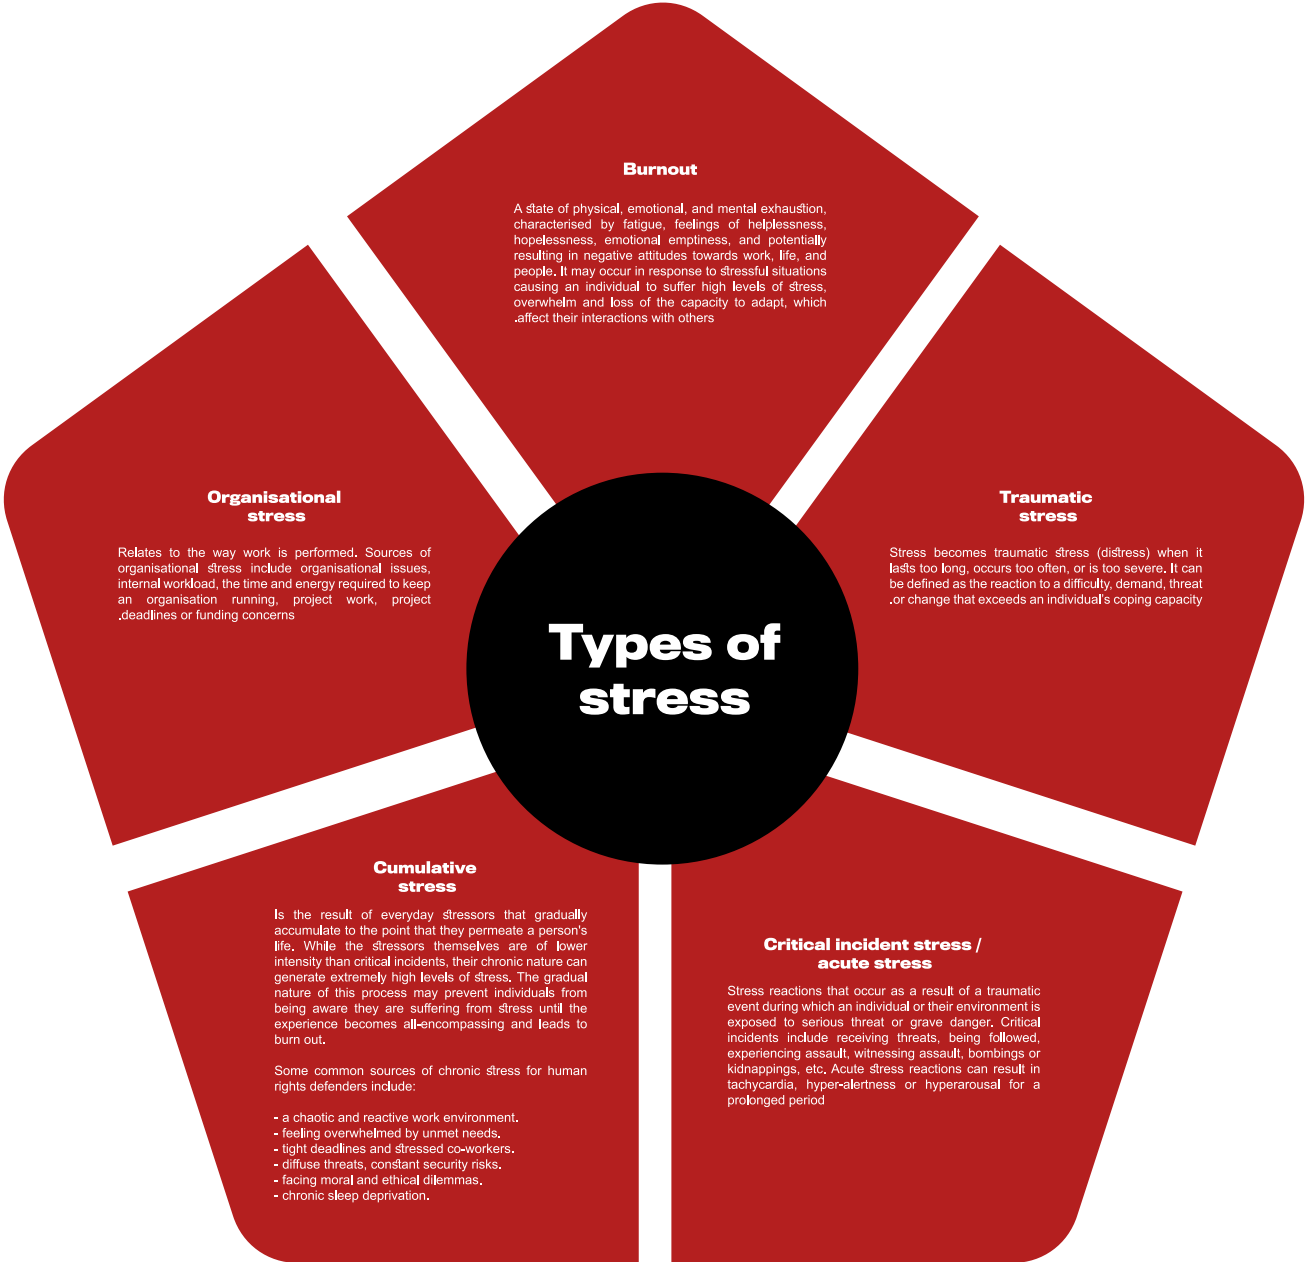 Burnout
A state of physical, emotional, and mental exhaustion,
characterised by fatigue, feelings of helplessness,
hopelessness, emotional emptiness, and potentially
resulting in negative attitudes towards work, life, and
people. It may occur in response to stressful situations
causing an individual to suffer high levels of stress,
overwhelm and loss of the capacity to adapt, which
.affect their interactions with others
Organisational
stress
Relates to the way work is performed. Sources of
organisational stress include organisational issues,
internal workload, the time and energy required to keep
an organisation running, project work, project
.deadlines or funding concerns
Traumatic
stress
Stress becomes traumatic stress (distress) when it
lasts too long, occurs too often, or is too severe. It can
be defined as the reaction to a difficulty, demand, threat
.or change that exceeds an individual's coping capacity
Types of
stress
Cumulative
stress
Is the result of everyday stressors that gradually
accumulate to the point that they permeate a person's
life. While the stressors themselves are of lower
intensity than critical incidents, their chronic nature can
generate extremely high levels of stress. The gradual
nature of this process may prevent individuals from
being aware they are suffering from stress until the
experience becomes all-encompassing and leads to
burn out.
Some common sources of chronic stress for human
rights defenders include:
- a chaotic and reactive work environment.
- feeling overwhelmed by unmet needs.
- tight deadlines and stressed co-workers.
- diffuse threats, constant security risks.
- facing moral and ethical dilemmas.
- chronic sleep deprivation.
Critical incident stress /
acute stress
Stress reactions that occur as a result of a traumatic
event during which an individual or their environment is
exposed to serious threat or grave danger. Critical
incidents include receiving threats, being followed,
experiencing assault, witnessing assault, bombings or
kidnappings, etc. Acute stress reactions can result in
tachycardia, hyper-alertness or hyperarousal for a
prolonged period